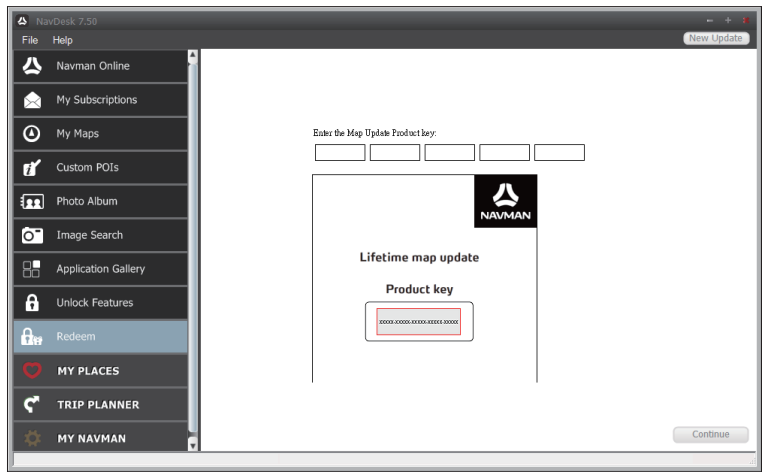 NavDesk 7.50
File Help
New Update
Navman Online
My Subscriptions
My Maps
Custom POIs
Photo Album
Image Search
Application Gallery
Unlock Features
Redeem
MY PLACES
TRIP PLANNER
MY NAVMAN
Enter the Map Update Product key:
NAVMAN
Lifetime map update
Product key
xxxxx-xxxxx-xxxxx-xxxxx-xxxxx
Continue